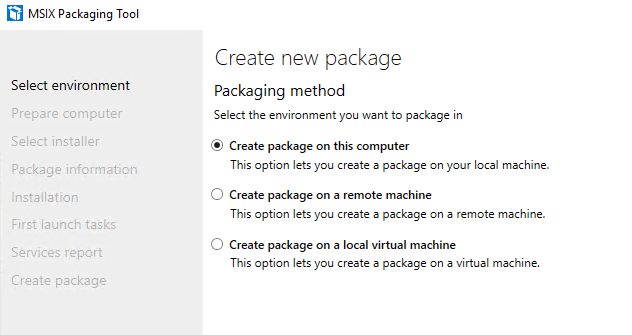 MSIX Packaging Tool
Create new package
Select environment
Prepare computer
Select installer
Package information
Installation
First launch tasks
Services report
Create package
Packaging method
Select the environment you want to package in
Create package on this computer
This option lets you create a package on your local machine.
Create package on a remote machine
This option lets you create a package on a remote machine.
Create package on a local virtual machine
This option lets you create a package on a virtual machine.